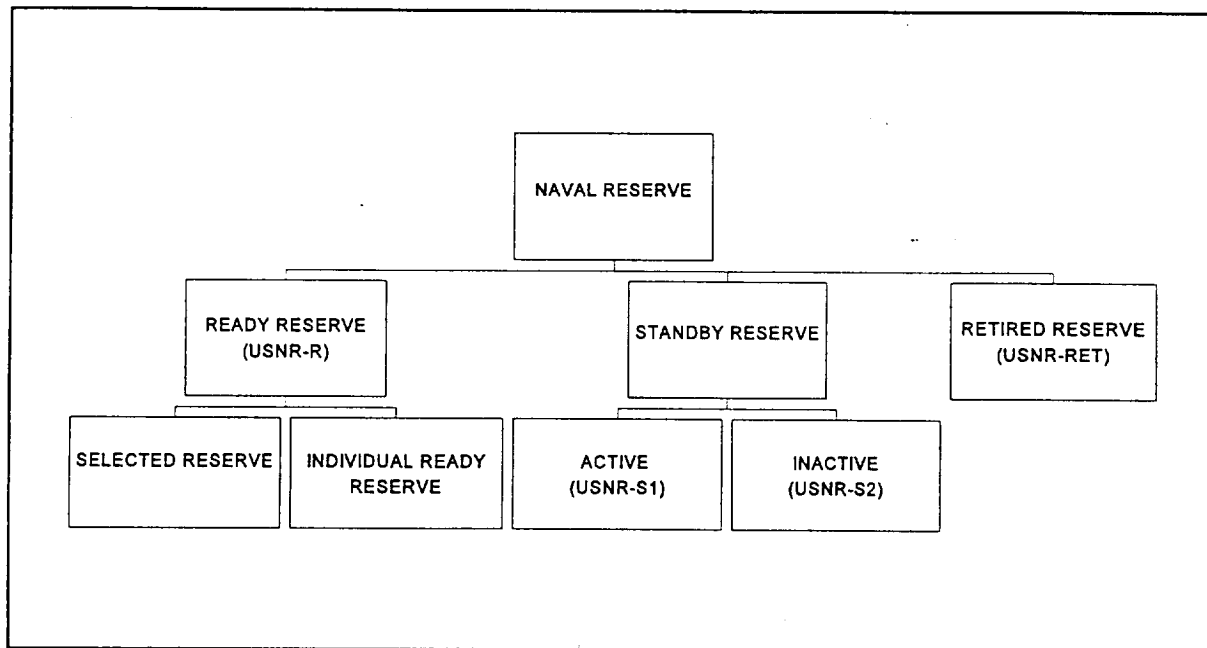 NAVAL RESERVE
READY RESERVE
(USNR-R)
STANDBY RESERVE
RETIRED RESERVE
(USNR-RET)
SELECTED RESERVE
INDIVIDUAL READY
RESERVE
ACTIVE
(USNR-S1)
INACTIVE
(USNR-S2)